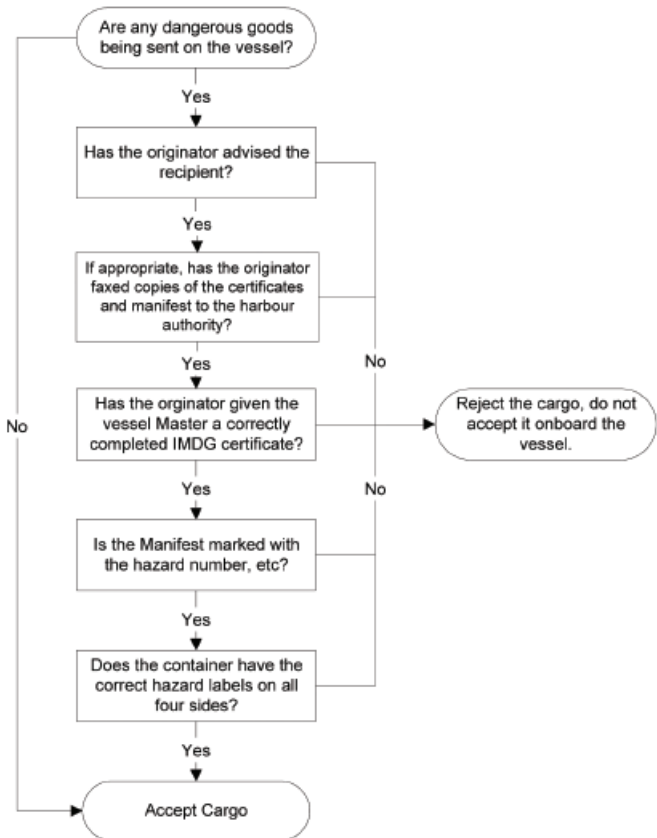 Are any dangerous goods
being sent on the vessel?
Yes
Has the originator advised the
recipient?
Yes
If appropriate, has the originator
faxed copies of the certificates
and manifest to the harbour
authority?
Yes
No
Has the orginator given the
vessel Master a correctly
completed IMDG certificate?
Reject the cargo, do not
accept it onboard the
vessel.
No
Yes
No
Is the Manifest marked with
the hazard number, etc?
Yes
Does the container have the
correct hazard labels on all
four sides?
Yes
Accept Cargo